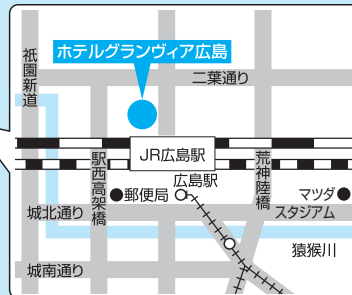 ホテルグランヴィア広島
祇園新道
二葉通り
JR広島駅
駅西高架橋
荒神陸橋
広島駅
郵便局
マツダ
スタジアム
城北通り
猿猴川
城南通り